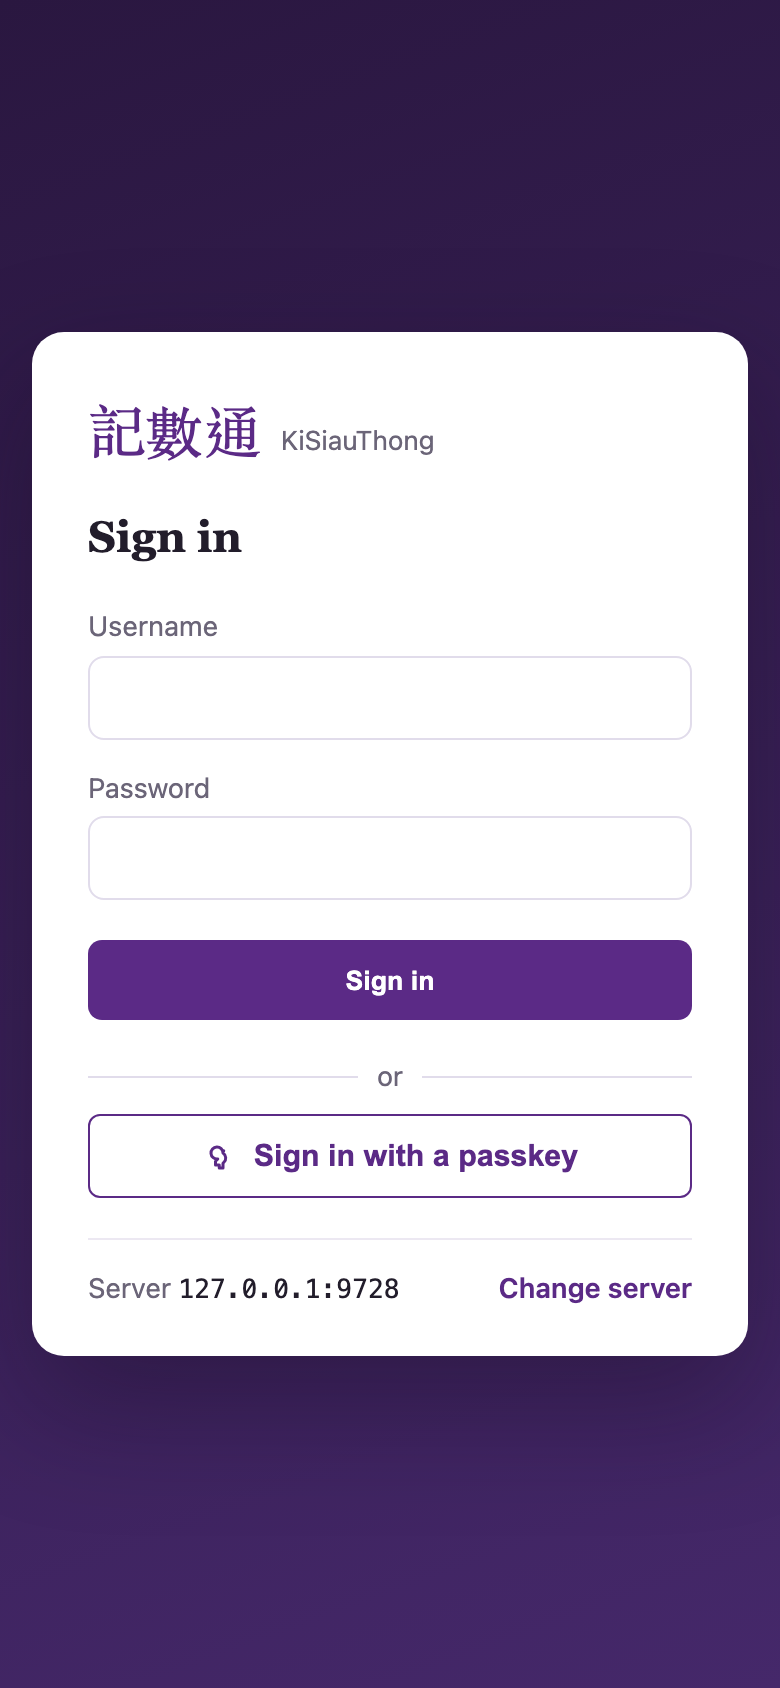 記數通 KiSiauThong
Sign in
Username
Password
Sign in
or
Sign in with a passkey
Server 127.0.0.1:9728 Change server